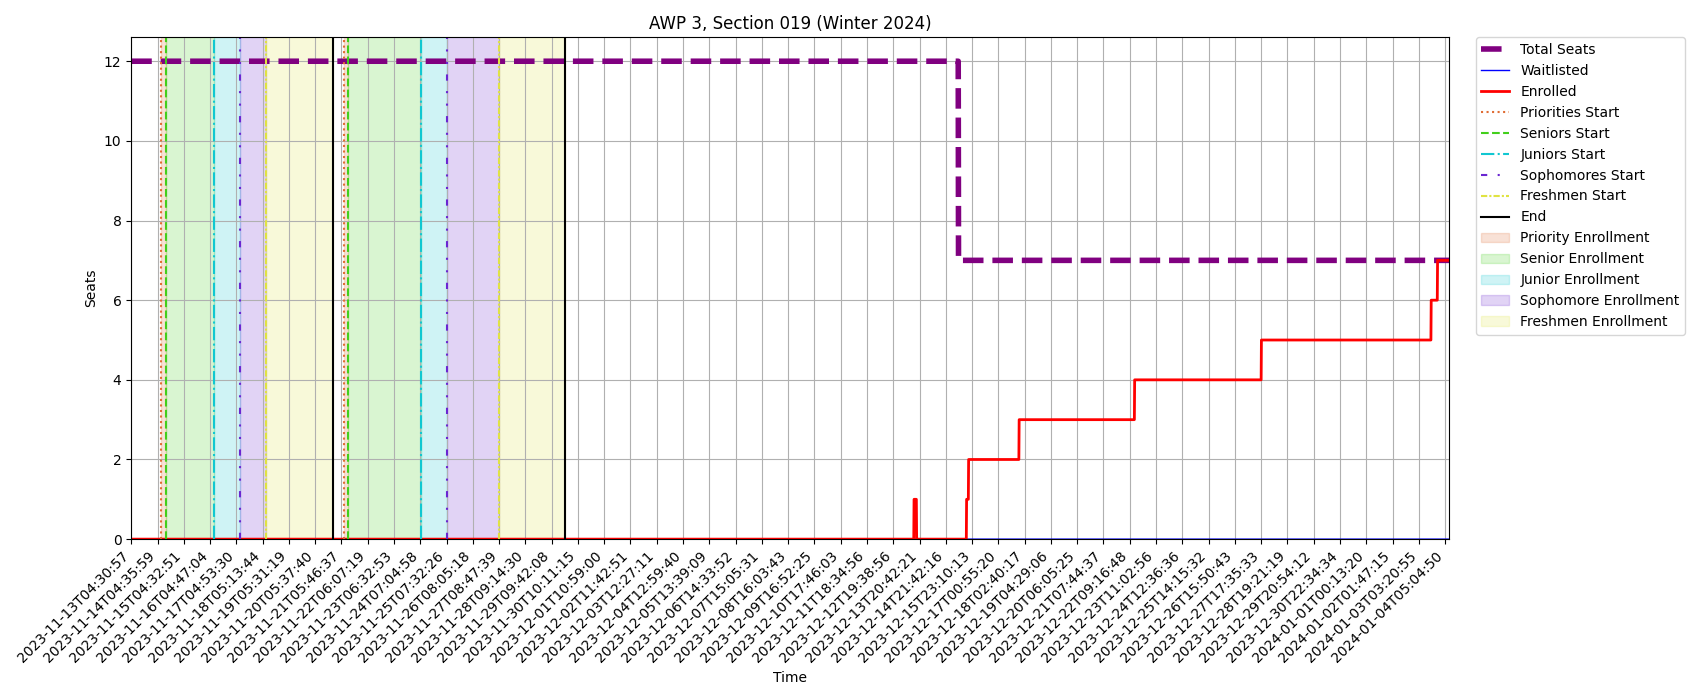 AWP 3, Section 019 (Winter 2024)
Seats
12
10
8
6
4
2
0
2023-11-13T04:30:57
2023-11-14T04:35:59
2023-11-15T04:32:51
2023-11-16T04:47:04
2023-11-17T04:53:30
2023-11-18T05:13:44
2023-11-19T05:31:19
2023-11-20T05:37:40
2023-11-21T05:46:37
2023-11-22T06:07:19
2023-11-23T06:32:53
2023-11-24T07:04:58
2023-11-25T07:32:26
2023-11-26T08:05:18
2023-11-27T08:47:39
2023-11-28T09:14:30
2023-11-29T09:42:08
2023-11-30T10:11:15
2023-12-01T10:59:00
2023-12-02T11:42:51
2023-12-03T12:27:11
2023-12-04T12:59:40
2023-12-05T13:39:09
2023-12-06T14:33:52
2023-12-07T15:05:31
2023-12-08T16:03:43
2023-12-09T16:52:25
2023-12-10T17:46:03
2023-12-11T18:34:56
2023-12-12T19:38:56
2023-12-13T20:42:21
2023-12-14T21:42:16
2023-12-15T23:10:13
2023-12-17T00:55:20
2023-12-18T02:40:17
2023-12-19T04:29:06
2023-12-20T06:05:25
2023-12-21T07:44:37
2023-12-22T09:16:48
2023-12-23T11:02:56
2023-12-24T12:36:36
2023-12-25T14:15:32
2023-12-26T15:50:43
2023-12-27T17:35:33
2023-12-28T19:21:19
2023-12-29T20:54:12
2023-12-30T22:34:34
2024-01-01T00:13:20
2024-01-02T01:47:15
2024-01-03T03:20:55
2024-01-04T05:04:50
Time
Total Seats
Waitlisted
Enrolled
Priorities Start
Seniors Start
Juniors Start
Sophomores Start
Freshmen Start
End
Priority Enrollment
Senior Enrollment
Junior Enrollment
Sophomore Enrollment
Freshmen Enrollment